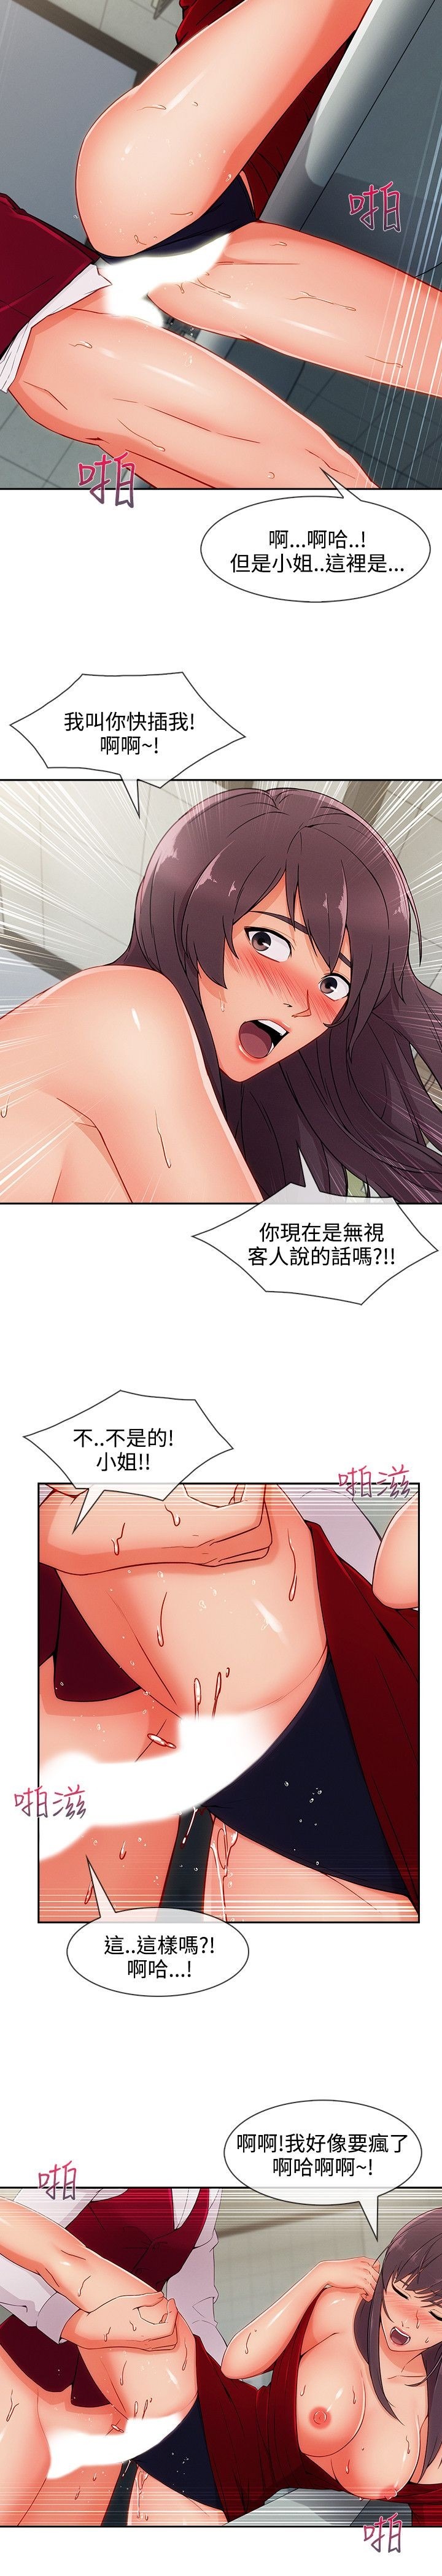 啪
啪
啊...啊哈..!
但是小姐..這裡是...
我叫你快插我!
啊啊~!
你現在是無視
客人說的話嗎?!!
不..不是的!
小姐!!
啪滋
啪滋
這..這樣嗎?!
啊哈...!
啊啊!我好像要瘋了
啊哈啊啊~!
啪
啪